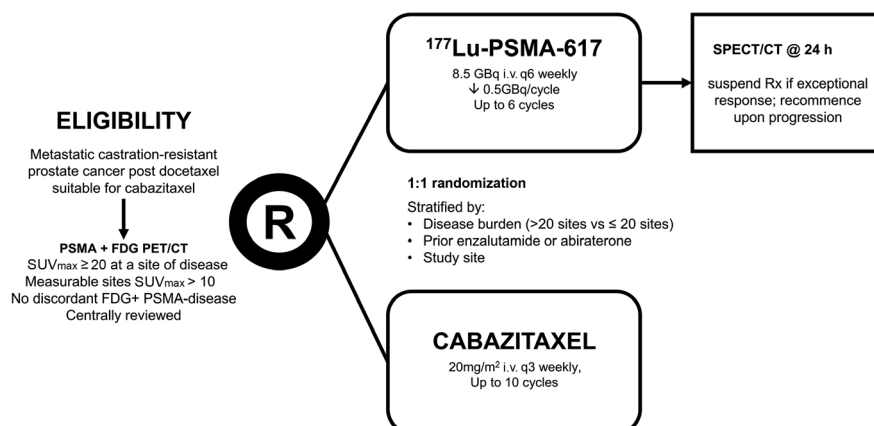 ELIGIBILITY
Metastatic castration-resistant
prostate cancer post docetaxel
suitable for cabazitaxel
PSMA + FDG PET/CT
SUVmax ≥ 20 at a site of disease
Measurable sites SUVmax > 10
No discordant FDG+ PSMA-disease
Centrally reviewed
R
¹⁷⁷Lu-PSMA-617
8.5 GBq i.v. q6 weekly
↓ 0.5GBq/cycle
Up to 6 cycles
SPECT/CT @ 24 h
suspend Rx if exceptional
response; recommence
upon progression
1:1 randomization
Stratified by:
• Disease burden (>20 sites vs ≤ 20 sites)
• Prior enzalutamide or abiraterone
• Study site
CABAZITAXEL
20mg/m² i.v. q3 weekly,
Up to 10 cycles